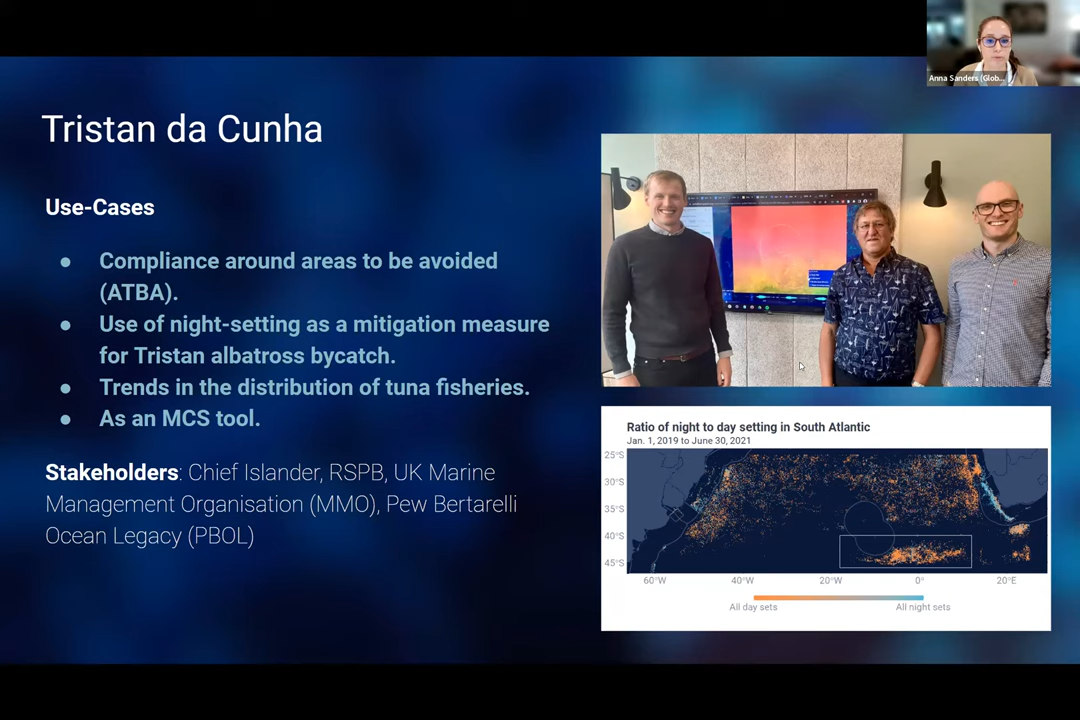 Anna Sanders (Glob...
Tristan da Cunha
Use-Cases
● Compliance around areas to be avoided
(ATBA).
● Use of night-setting as a mitigation measure
for Tristan albatross bycatch.
● Trends in the distribution of tuna fisheries.
● As an MCS tool.
Stakeholders: Chief Islander, RSPB, UK Marine
Management Organisation (MMO), Pew Bertarelli
Ocean Legacy (PBOL)
Ratio of night to day setting in South Atlantic
Jan. 1, 2019 to June 30, 2021
25°S
30°S
35°S
40°S
45°S
60°W 40°W 20°W 0° 20°E
All day sets All night sets